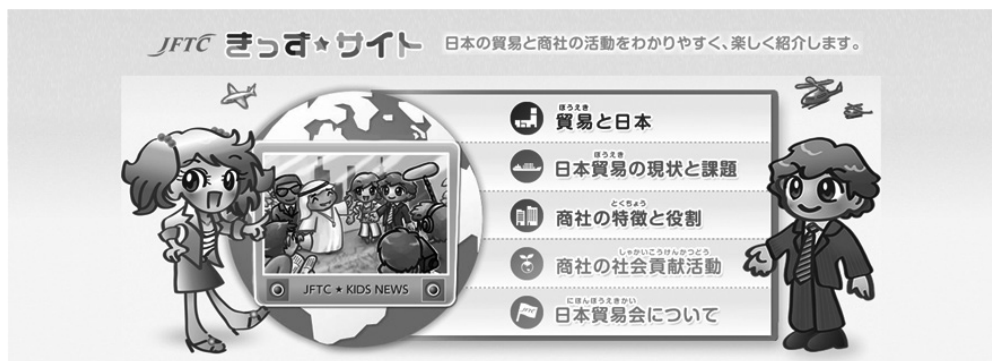 JFTC きっず★サイト 日本の貿易と商社の活動をわかりやすく、楽しく紹介します。
ぼうえき
貿易と日本
ぼうえき
日本貿易の現状と課題
とくちょう
商社の特徴と役割
しゃかいこうけんかつどう
商社の社会貢献活動
にほんぼうえきかい
JFTC 日本貿易会について
JFTC ★ KIDS NEWS